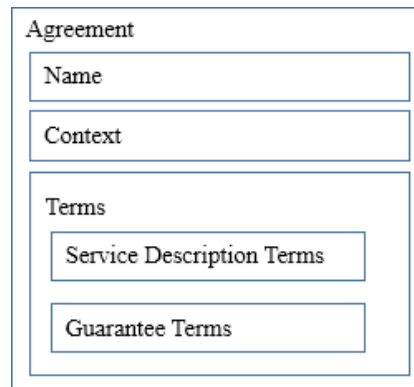 Agreement
Name
Context
Terms
Service Description Terms
Guarantee Terms